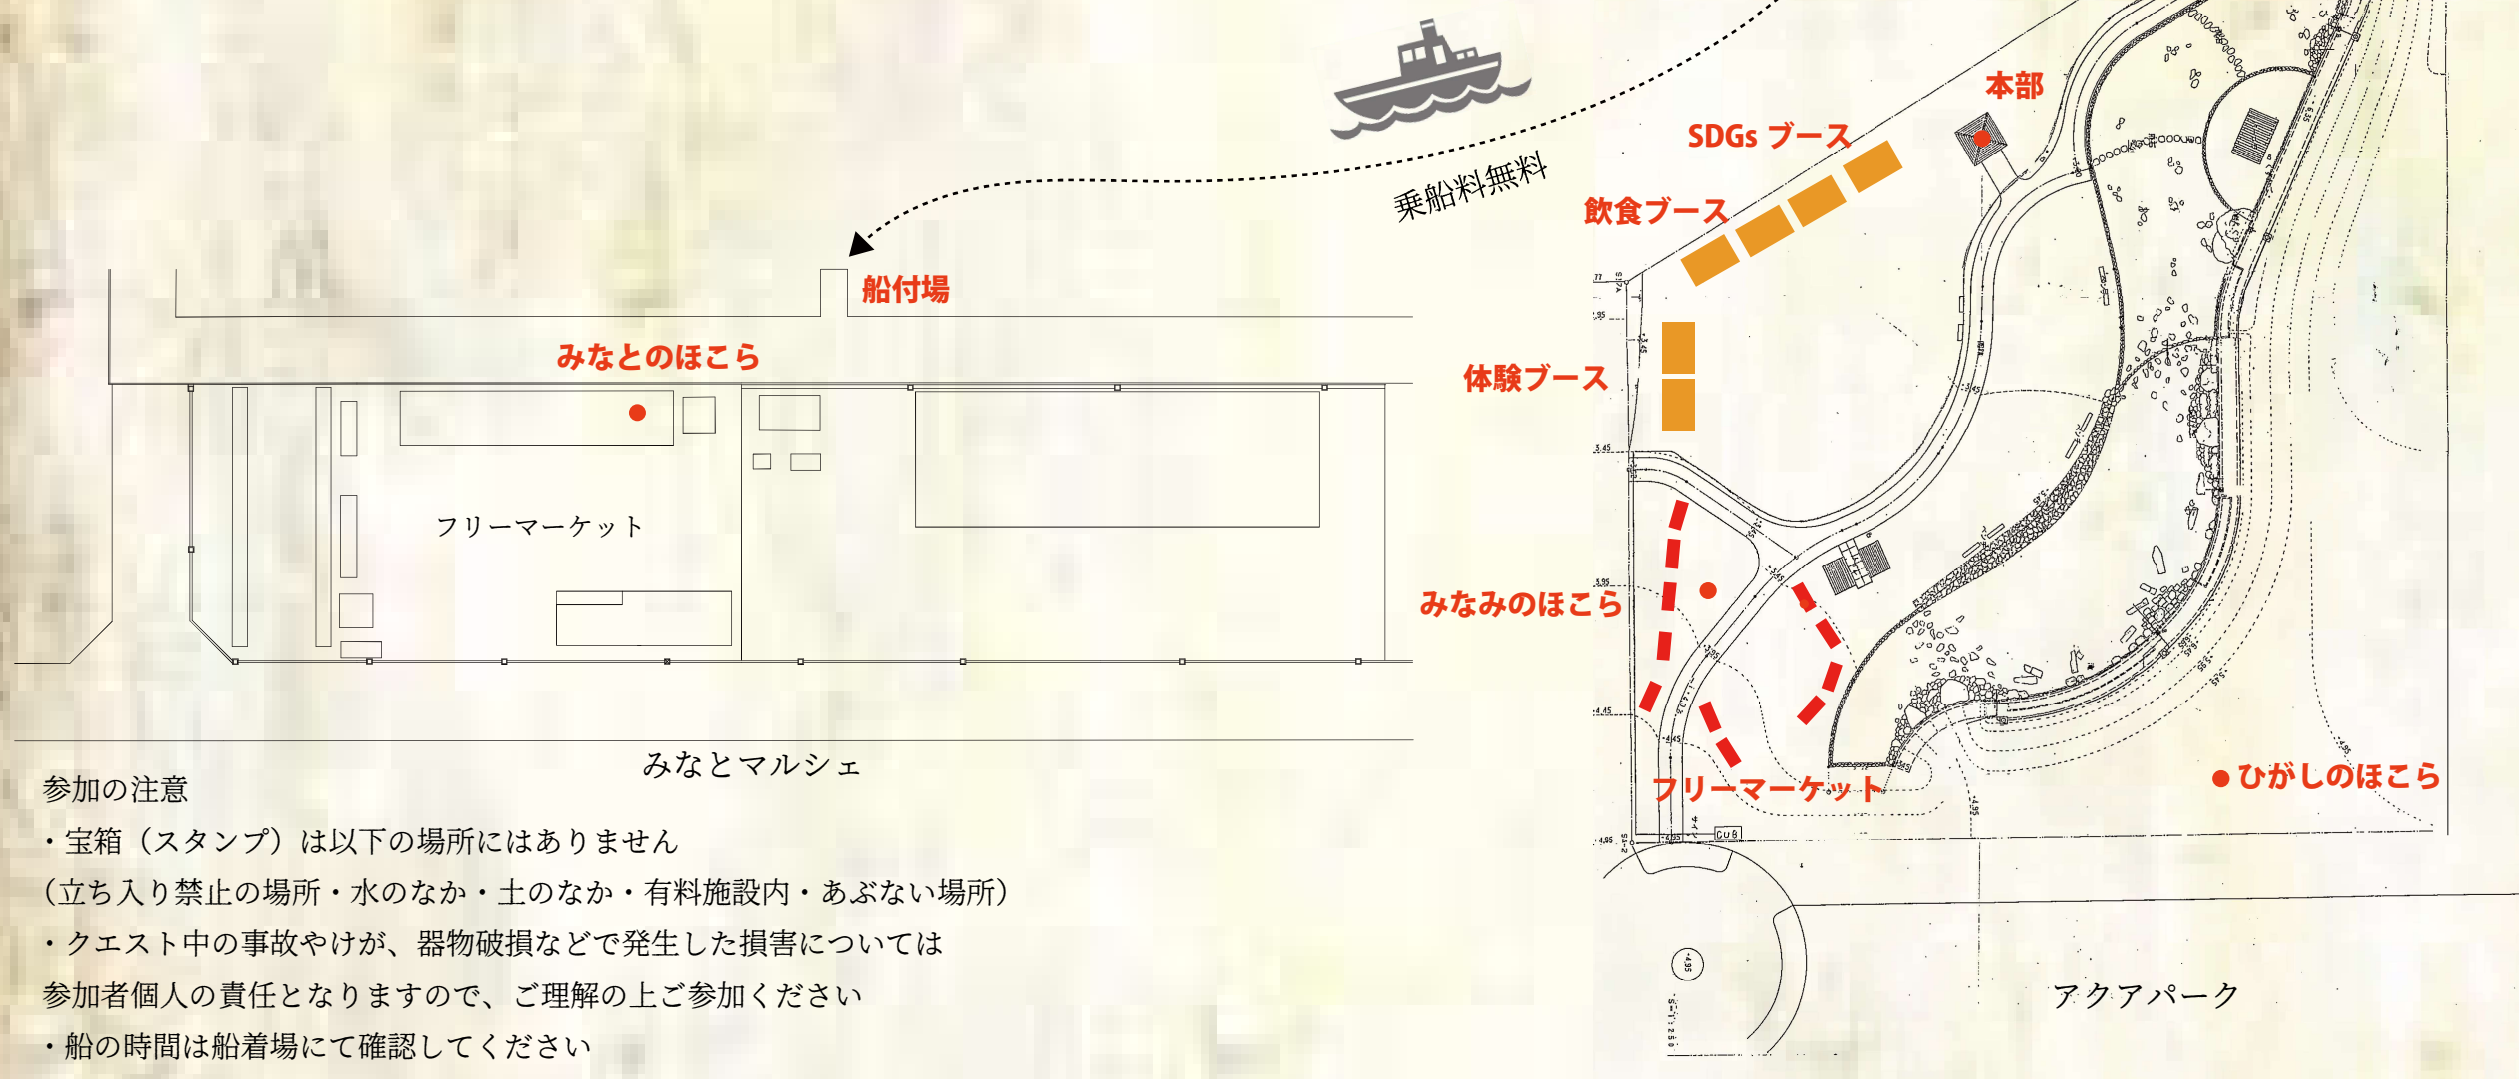 本部
SDGs ブース
乗船料無料
飲食ブース
船付場
みなとのほこら
体験ブース
フリーマーケット
みなみのほこら
みなとマルシェ
フリーマーケット
ひがしのほこら
CUB
アクアパーク
参加の注意
・宝箱（スタンプ）は以下の場所にはありません
（立ち入り禁止の場所・水のなか・土のなか・有料施設内・あぶない場所）
・クエスト中の事故やけが、器物破損などで発生した損害については
参加者個人の責任となりますので、ご理解の上ご参加ください
・船の時間は船着場にて確認してください